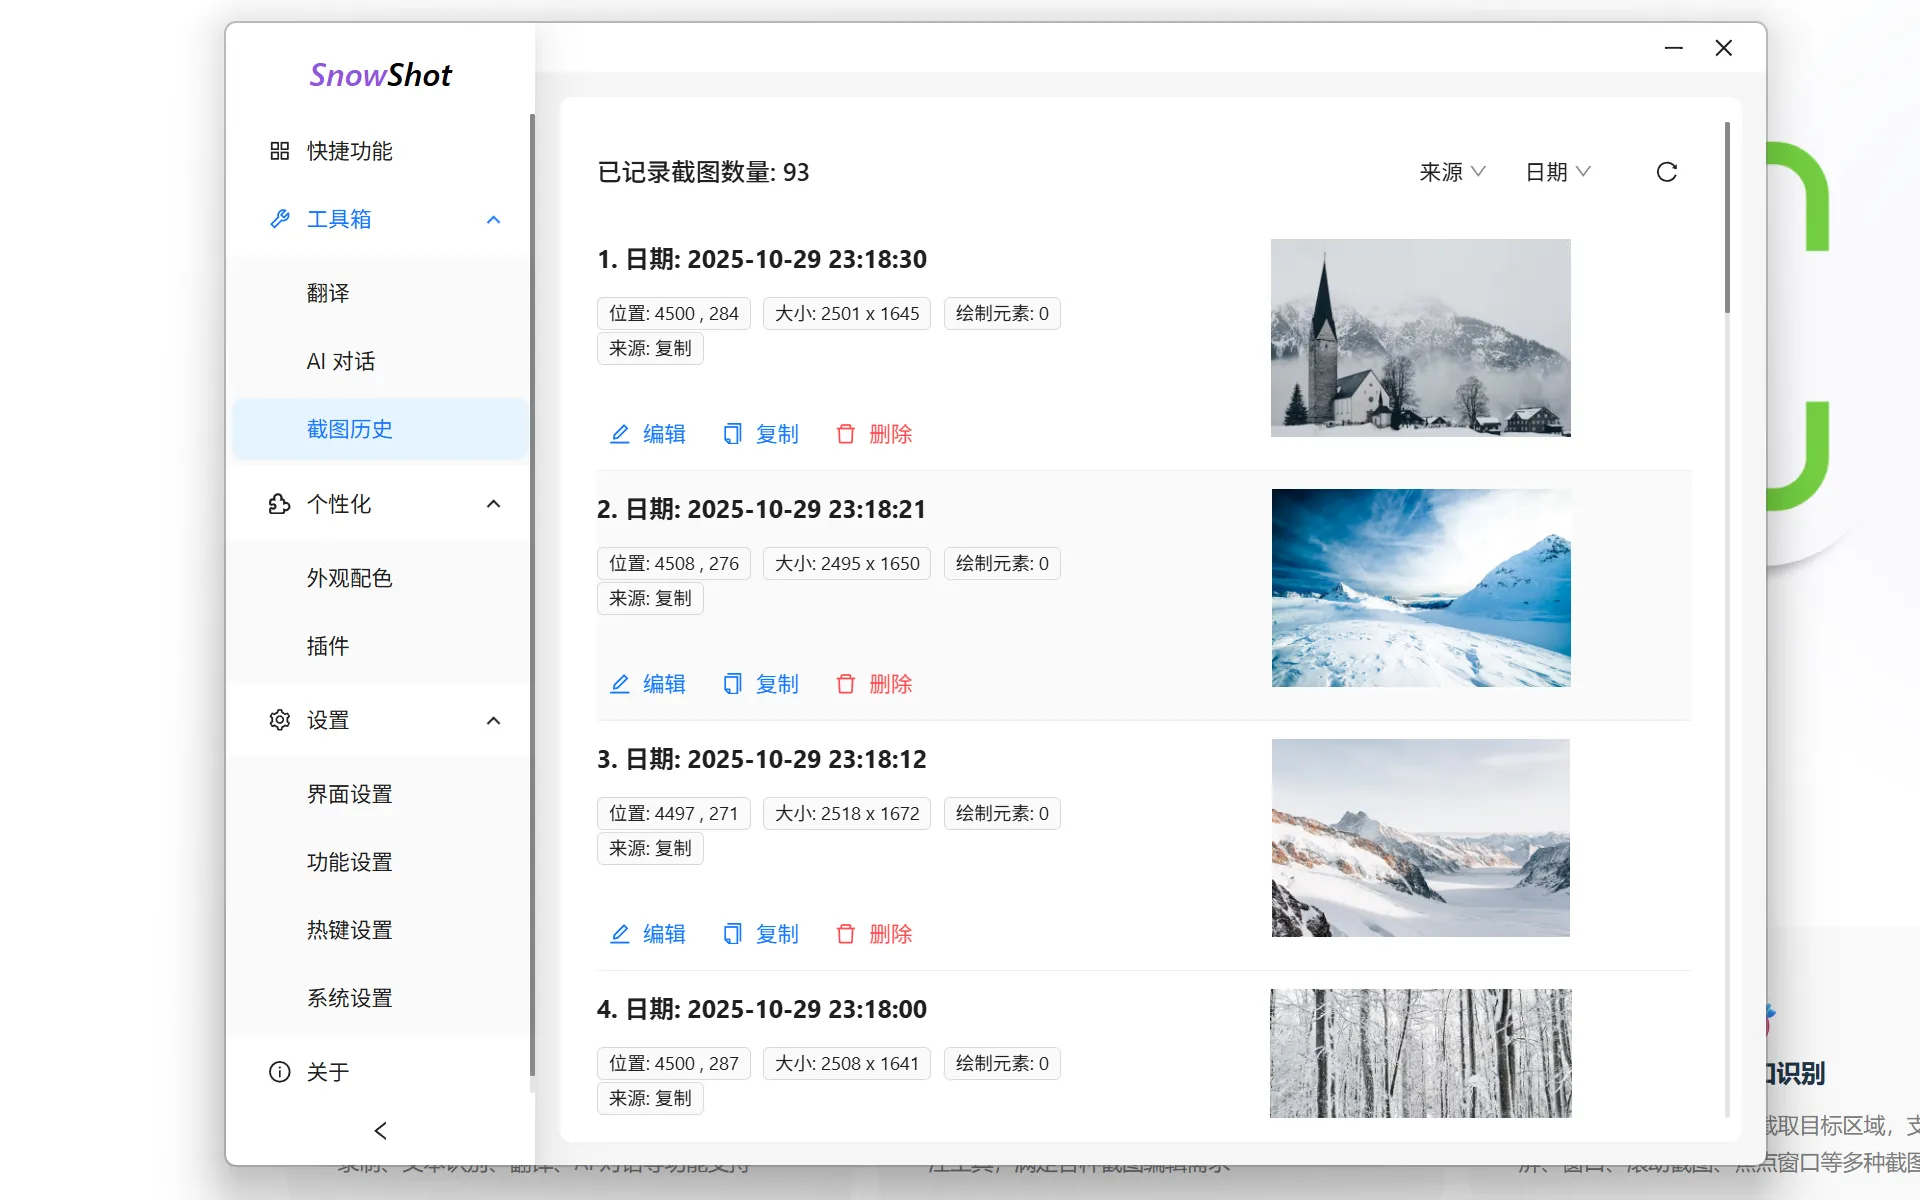 SnowShot
快捷功能
工具箱
翻译
AI 对话
截图历史
个性化
外观配色
插件
设置
界面设置
功能设置
热键设置
系统设置
关于
已记录截图数量: 93
来源
日期
1. 日期: 2025-10-29 23:18:30
位置: 4500 , 284
大小: 2501 x 1645
绘制元素: 0
来源: 复制
编辑
复制
删除
2. 日期: 2025-10-29 23:18:21
位置: 4508 , 276
大小: 2495 x 1650
绘制元素: 0
来源: 复制
编辑
复制
删除
3. 日期: 2025-10-29 23:18:12
位置: 4497 , 271
大小: 2518 x 1672
绘制元素: 0
来源: 复制
编辑
复制
删除
4. 日期: 2025-10-29 23:18:00
位置: 4500 , 287
大小: 2508 x 1641
绘制元素: 0
来源: 复制
识别
取目标区域，支
点窗口等多种截图